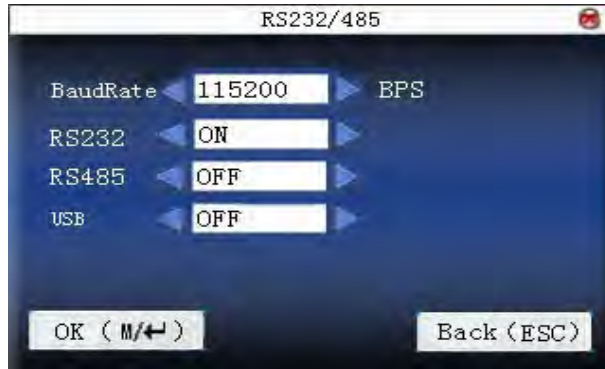 RS232/485
BaudRate 115200 BPS
RS232 ON
RS485 OFF
USB OFF
OK (M/↵) Back(ESC)